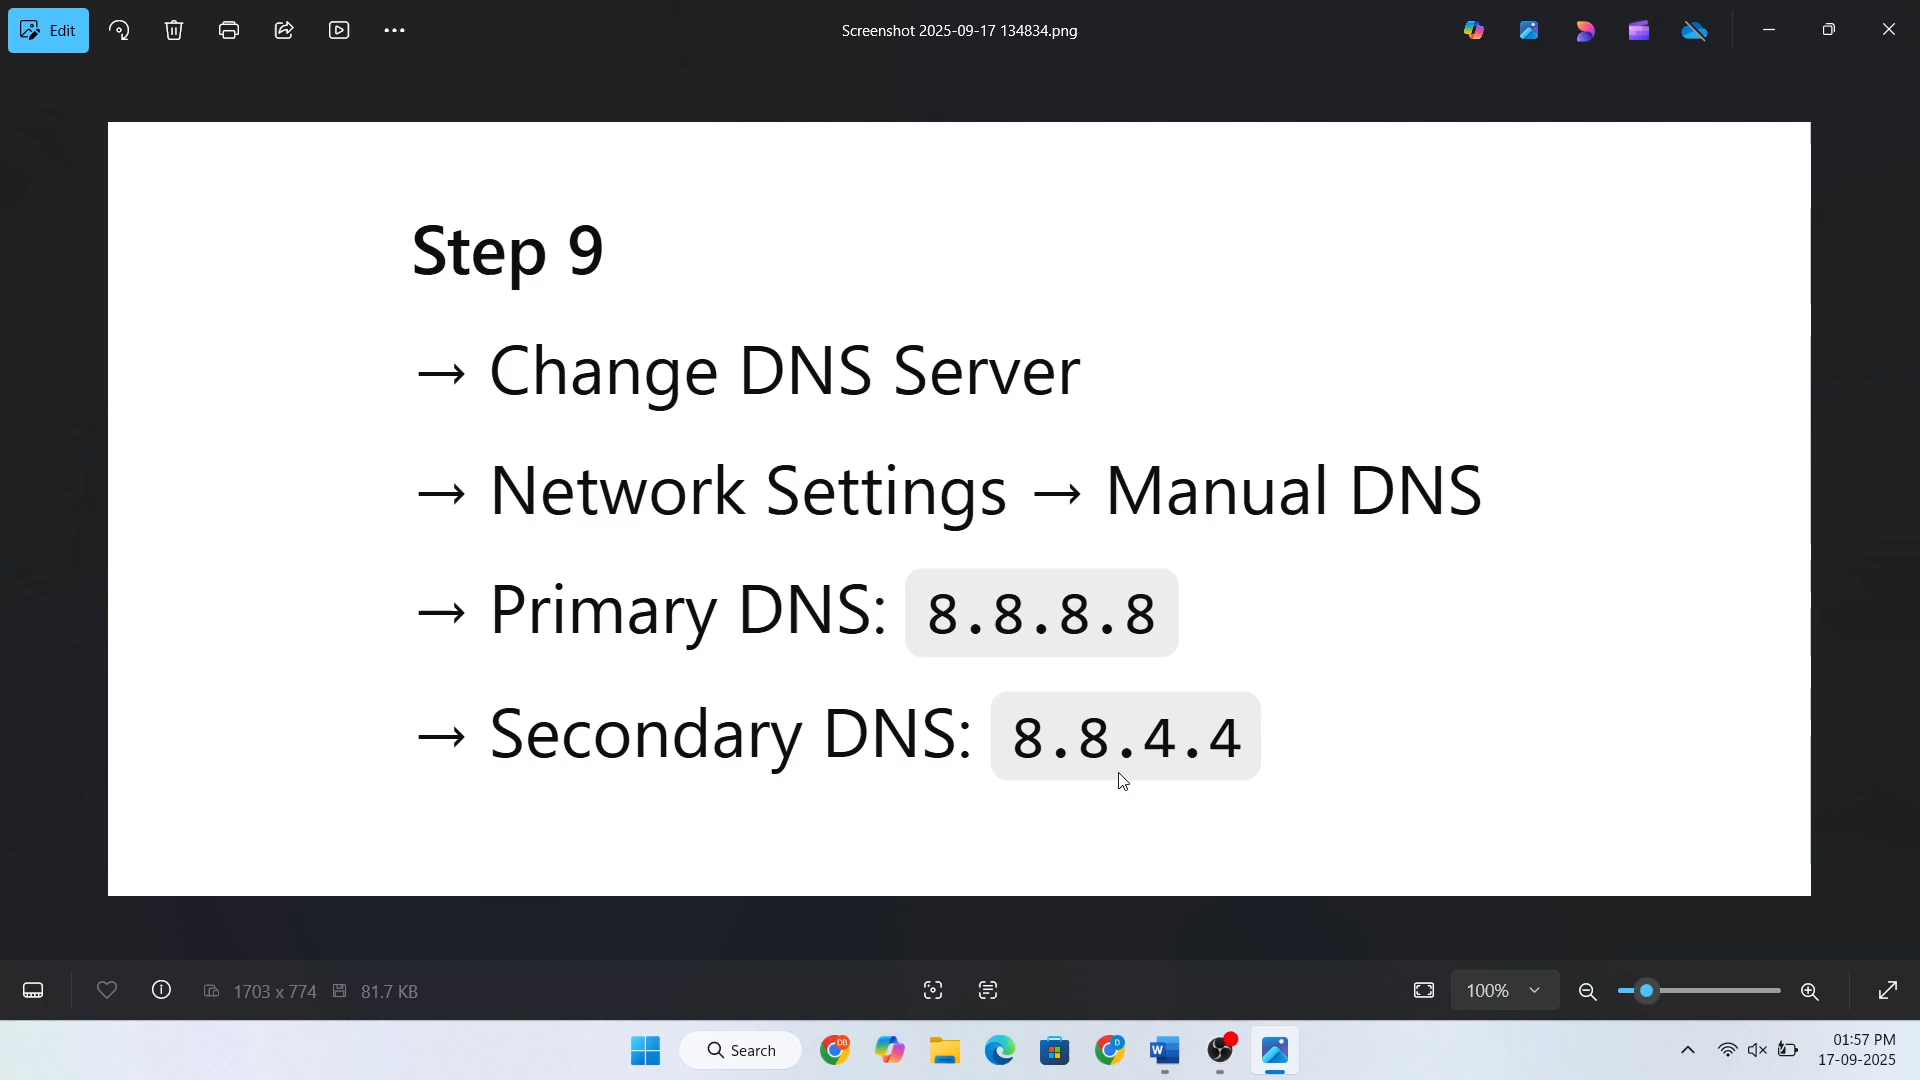 Edit
Screenshot 2025-09-17 134834.png
Step 9
→ Change DNS Server
→ Network Settings → Manual DNS
→ Primary DNS: 8.8.8.8
→ Secondary DNS: 8.8.4.4
1703 x 774 81.7 KB
100%
Search
DB
D
W
01:57 PM
17-09-2025